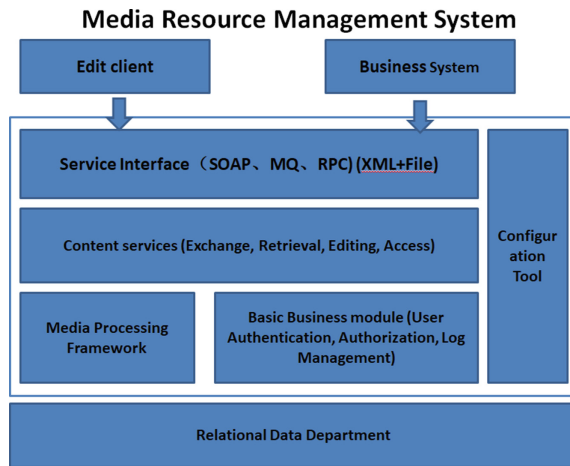 Media Resource Management System
Edit client
Business System
Service Interface（SOAP、MQ、RPC) (XML+File)
Content services (Exchange, Retrieval, Editing, Access)
Configur
ation
Tool
Media Processing
Framework
Basic Business module (User
Authentication, Authorization, Log
Management)
Relational Data Department